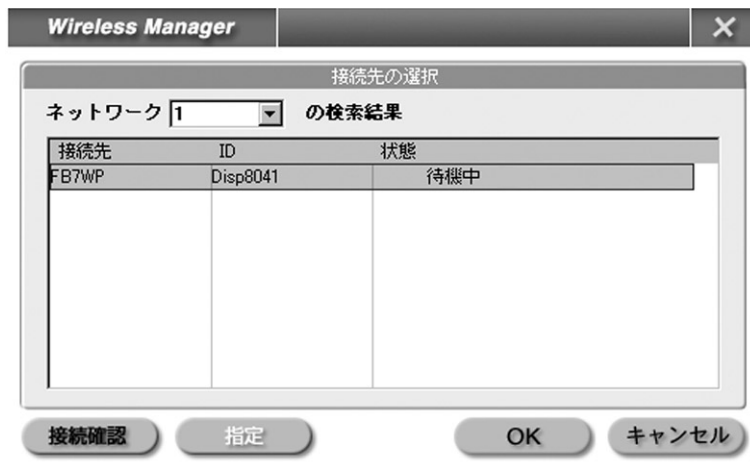 Wireless Manager
接続先の選択
ネットワーク 1 の検索結果
接続先 ID 状態
FB7WP Disp8041 待機中
接続確認 指定 OK キャンセル